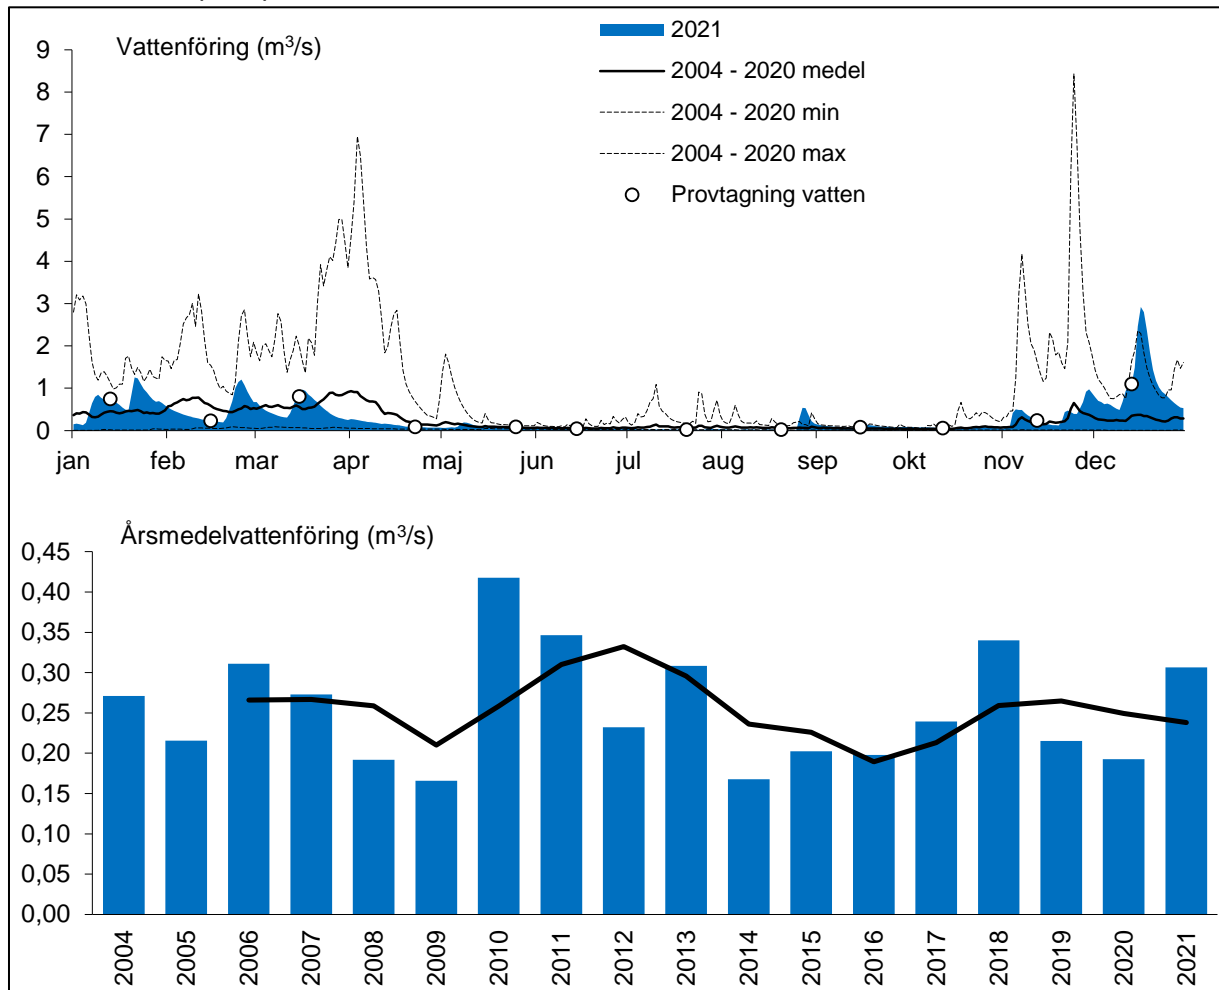 Vattenföring (m³/s)
2021
2004 - 2020 medel
2004 - 2020 min
2004 - 2020 max
Provtagning vatten
9
8
7
6
5
4
3
2
1
0
jan feb mar apr maj jun jul aug sep okt nov dec
Årsmedelvattenföring (m³/s)
0,45
0,40
0,35
0,30
0,25
0,20
0,15
0,10
0,05
0,00
2004 2005 2006 2007 2008 2009 2010 2011 2012 2013 2014 2015 2016 2017 2018 2019 2020 2021